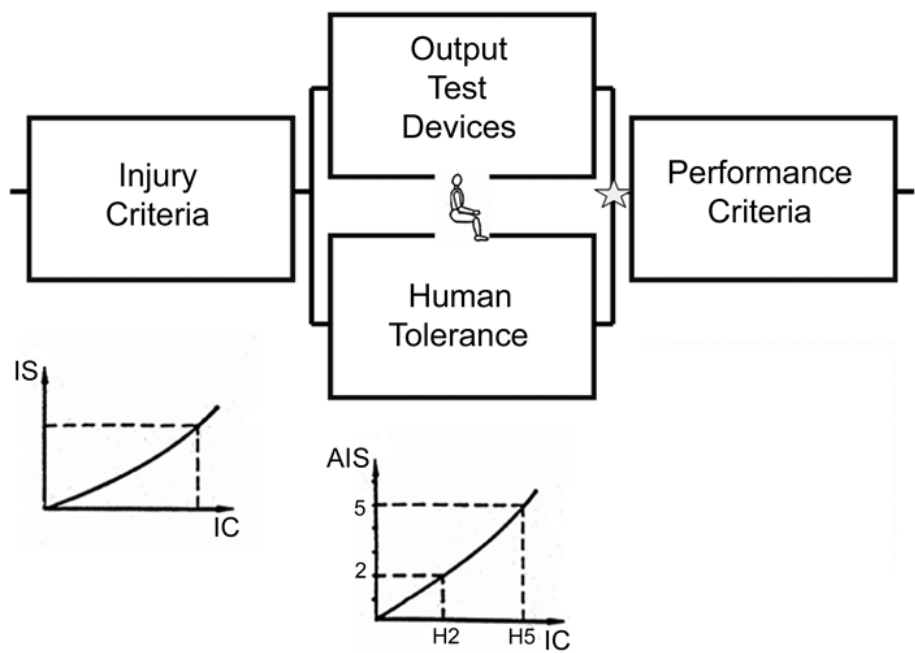 Output
Test
Devices
Injury
Criteria
Performance
Criteria
Human
Tolerance
IS
IC
AIS
5
2
H2
H5
IC